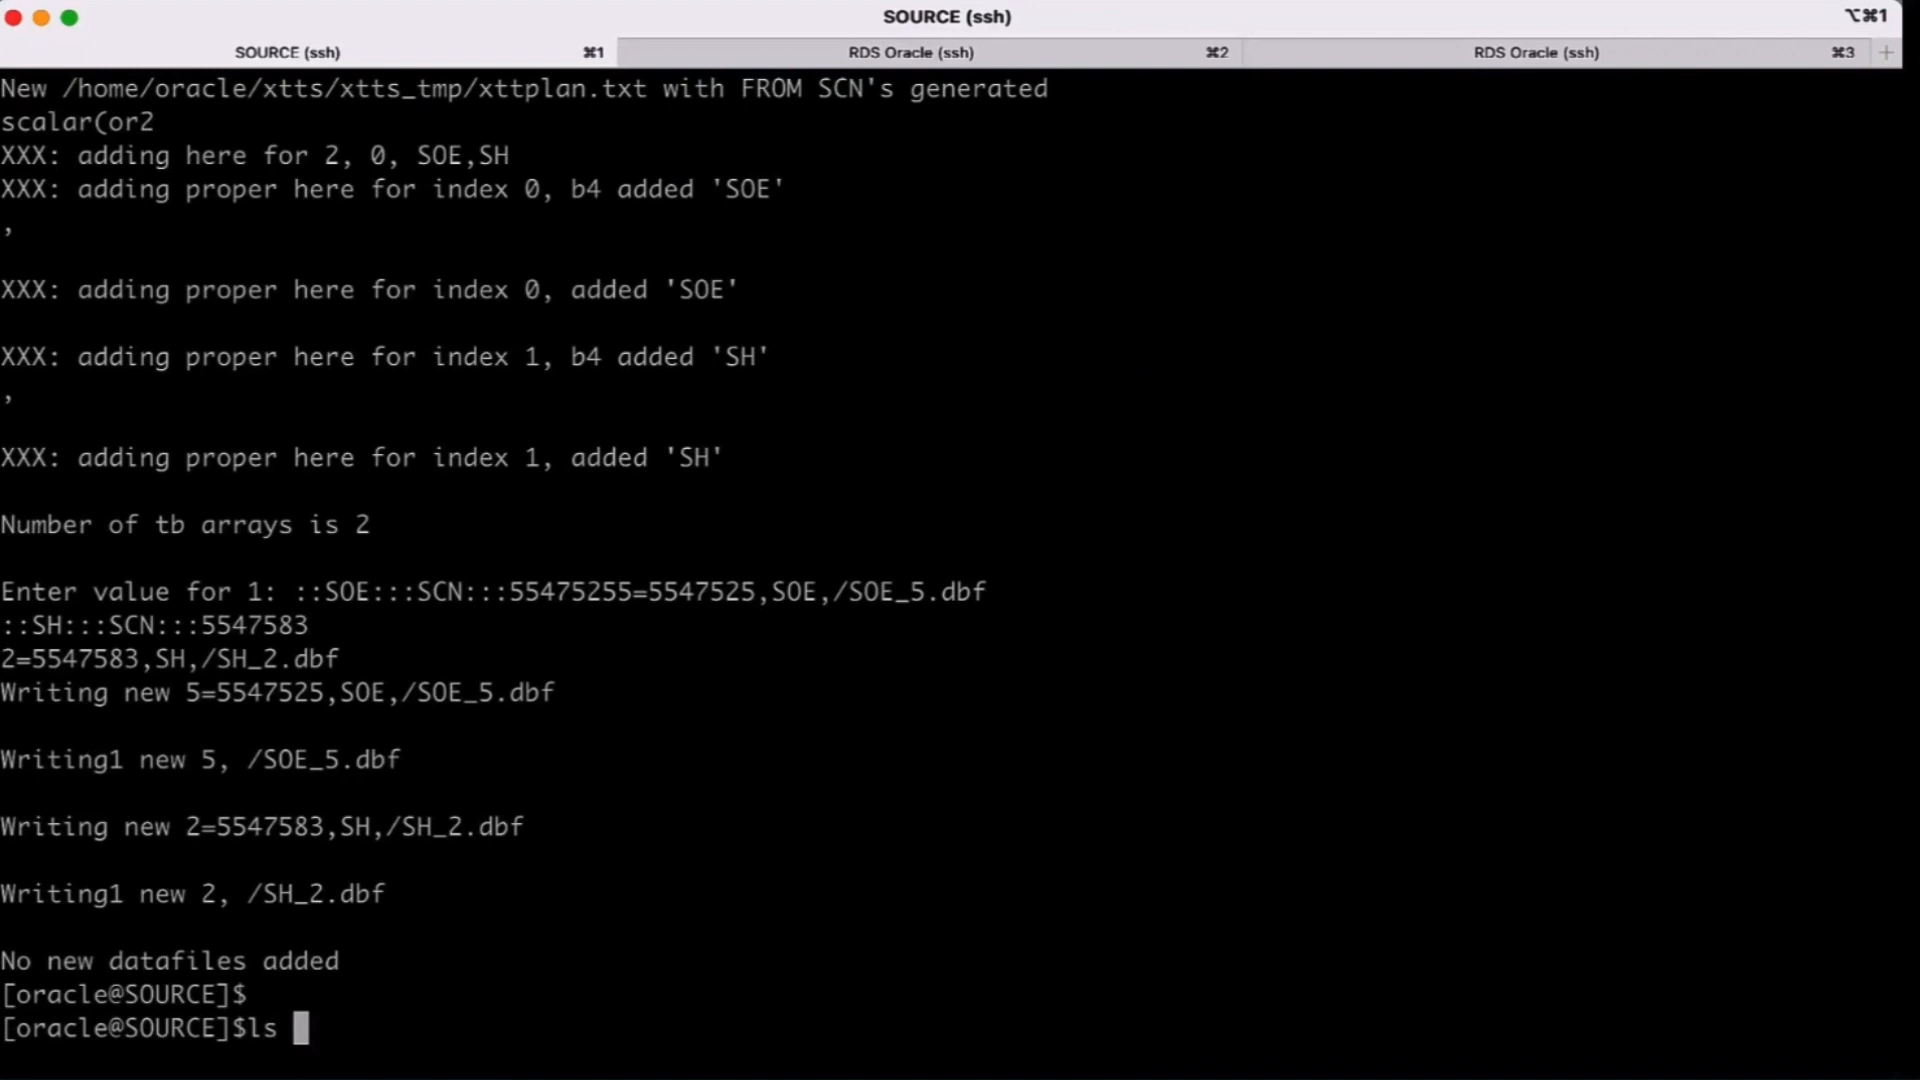 SOURCE (ssh)
⌥⌘1
SOURCE (ssh) ⌘1
RDS Oracle (ssh) ⌘2
RDS Oracle (ssh) ⌘3 +
New /home/oracle/xtts/xtts_tmp/xttplan.txt with FROM SCN's generated
scalar(or2
XXX: adding here for 2, 0, SOE,SH
XXX: adding proper here for index 0, b4 added 'SOE'
,
XXX: adding proper here for index 0, added 'SOE'
XXX: adding proper here for index 1, b4 added 'SH'
,
XXX: adding proper here for index 1, added 'SH'
Number of tb arrays is 2
Enter value for 1: ::SOE:::SCN:::55475255=5547525,SOE,/SOE_5.dbf
::SH:::SCN:::5547583
2=5547583,SH,/SH_2.dbf
Writing new 5=5547525,SOE,/SOE_5.dbf
Writing1 new 5, /SOE_5.dbf
Writing new 2=5547583,SH,/SH_2.dbf
Writing1 new 2, /SH_2.dbf
No new datafiles added
[oracle@SOURCE]$
[oracle@SOURCE]$ls